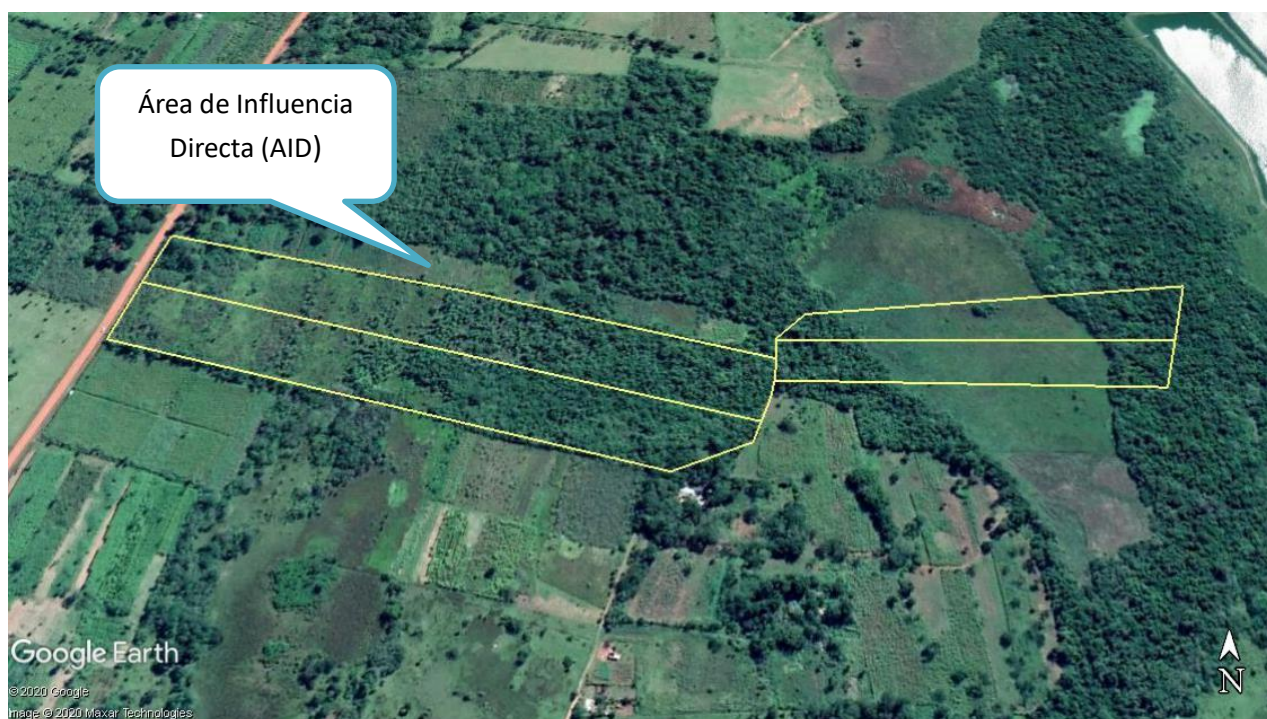 Área de Influencia
Directa (AID)
Google Earth
© 2020 Google
Image © 2020 Maxar Technologies
N